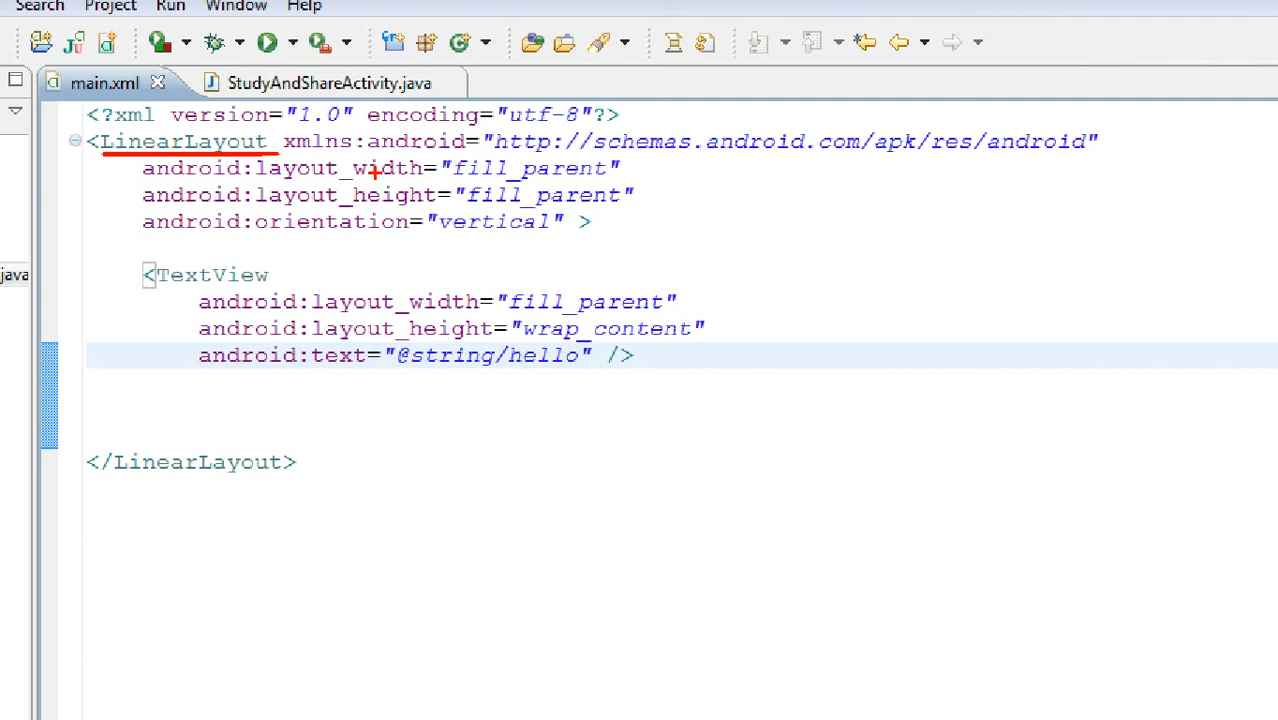 Search Project Run Window Help
main.xml StudyAndShareActivity.java
<?xml version="1.0" encoding="utf-8"?>
<LinearLayout xmlns:android="http://schemas.android.com/apk/res/android"
android:layout_width="fill_parent"
android:layout_height="fill_parent"
android:orientation="vertical" >
<TextView
java
android:layout_width="fill_parent"
android:layout_height="wrap_content"
android:text="@string/hello" />
</LinearLayout>